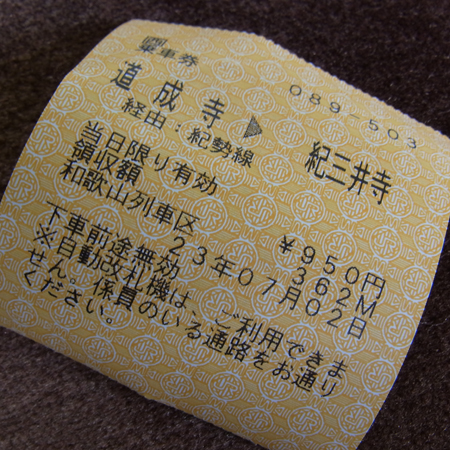 乗車券
089-503
道成寺▶紀三井寺
経由：紀勢線
当日限り有効
領収額 ¥950円
和歌山列車区 362M
23年07月02日
下車前途無効
※自動改札機は、ご利用できま
せん。係員のいる通路をお通り
ください。